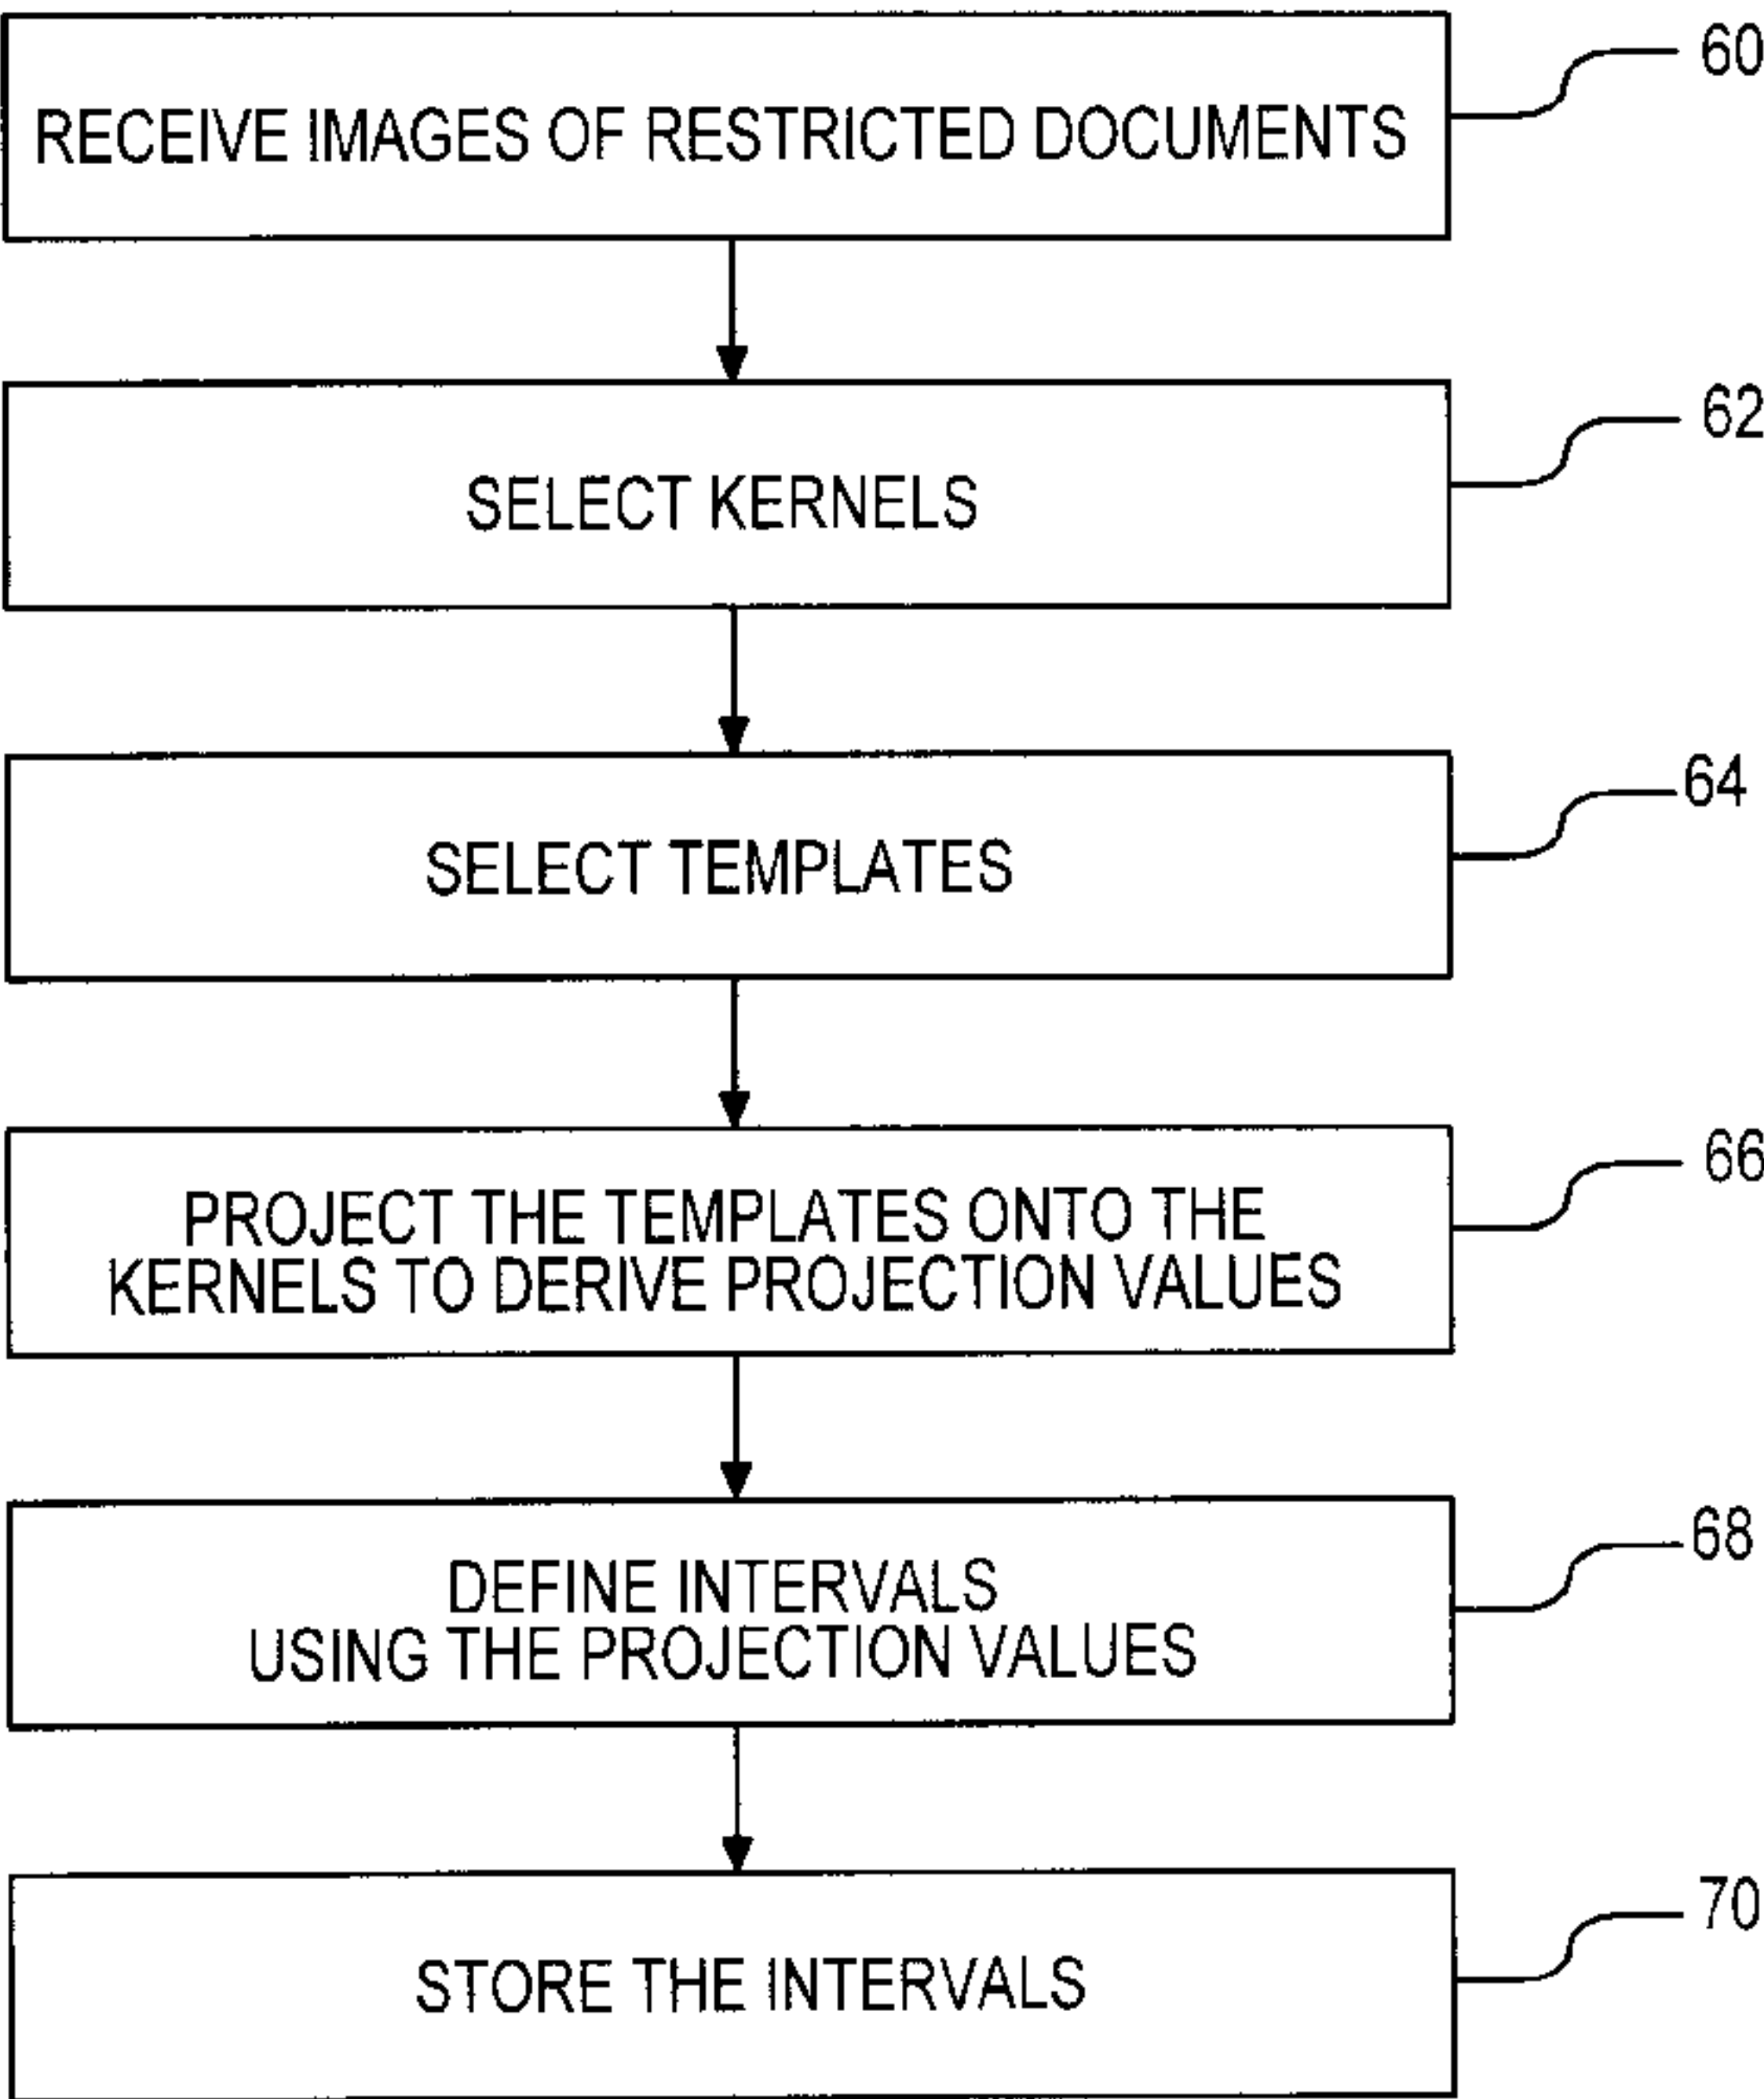 RECEIVE IMAGES OF RESTRICTED DOCUMENTS
60
SELECT KERNELS
62
SELECT TEMPLATES
64
PROJECT THE TEMPLATES ONTO THE
KERNELS TO DERIVE PROJECTION VALUES
66
DEFINE INTERVALS
USING THE PROJECTION VALUES
68
STORE THE INTERVALS
70